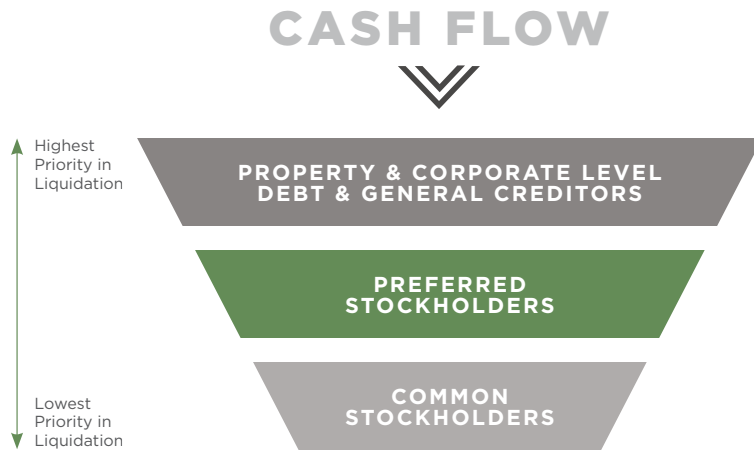 CASH FLOW
Highest
Priority in
Liquidation
PROPERTY & CORPORATE LEVEL
DEBT & GENERAL CREDITORS
PREFERRED
STOCKHOLDERS
COMMON
STOCKHOLDERS
Lowest
Priority in
Liquidation